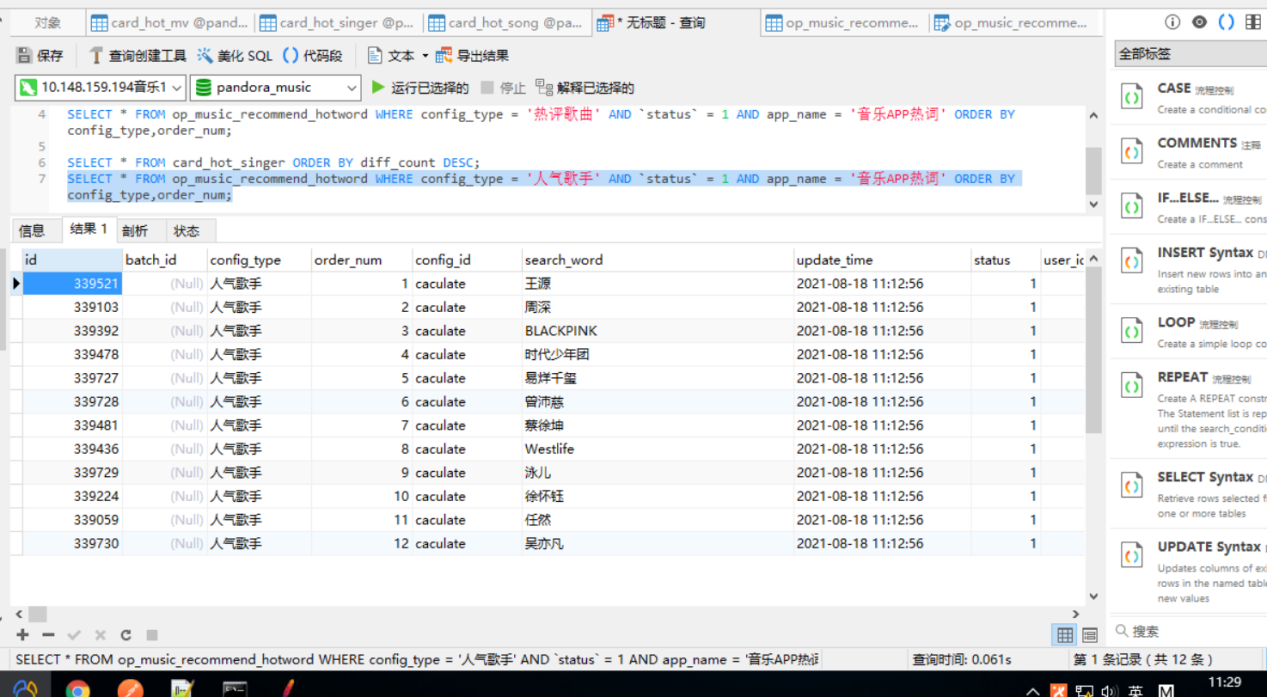 对象 card_hot_mv @pand... card_hot_singer @p... card_hot_song @pa... * 无标题 - 查询 op_music_recomme... op_music_recomme...
保存 查询创建工具 美化 SQL 代码段 文本 导出结果
10.148.159.194音乐1 pandora_music 运行已选择的 停止 解释已选择的
4 SELECT * FROM op_music_recommend_hotword WHERE config_type = '热评歌曲' AND `status` = 1 AND app_name = '音乐APP热词' ORDER BY
config_type,order_num;
5
6 SELECT * FROM card_hot_singer ORDER BY diff_count DESC;
7 SELECT * FROM op_music_recommend_hotword WHERE config_type = '人气歌手' AND `status` = 1 AND app_name = '音乐APP热词' ORDER BY
config_type,order_num;
信息 结果 1 剖析 状态
id batch_id config_type order_num config_id search_word update_time status user_id
339521 (Null) 人气歌手 1 caculate 王源 2021-08-18 11:12:56 1
339103 (Null) 人气歌手 2 caculate 周深 2021-08-18 11:12:56 1
339392 (Null) 人气歌手 3 caculate BLACKPINK 2021-08-18 11:12:56 1
339478 (Null) 人气歌手 4 caculate 时代少年团 2021-08-18 11:12:56 1
339727 (Null) 人气歌手 5 caculate 易烊千玺 2021-08-18 11:12:56 1
339728 (Null) 人气歌手 6 caculate 曾沛慈 2021-08-18 11:12:56 1
339481 (Null) 人气歌手 7 caculate 蔡徐坤 2021-08-18 11:12:56 1
339436 (Null) 人气歌手 8 caculate Westlife 2021-08-18 11:12:56 1
339729 (Null) 人气歌手 9 caculate 泳儿 2021-08-18 11:12:56 1
339224 (Null) 人气歌手 10 caculate 徐怀钰 2021-08-18 11:12:56 1
339059 (Null) 人气歌手 11 caculate 任然 2021-08-18 11:12:56 1
339730 (Null) 人气歌手 12 caculate 吴亦凡 2021-08-18 11:12:56 1
SELECT * FROM op_music_recommend_hotword WHERE config_type = '人气歌手' AND `status` = 1 AND app_name = '音乐APP热词 查询时间: 0.061s 第 1 条记录 ( 共 12 条 )
全部标签
CASE 流程控制
Create a conditional co
COMMENTS 注释
Create a comment
IF...ELSE... 流程控制
Create a IF...ELSE... cons
INSERT Syntax
Insert new rows into an
existing table
LOOP 流程控制
Create a simple loop co
REPEAT 流程控制
Create A REPEAT constr
The Statement list is rep
until the search_conditi
expression is true.
SELECT Syntax
Retrieve rows selected f
one or more tables
UPDATE Syntax
Updates columns of ex
rows in the named table
new values
搜索
英 M 11:29